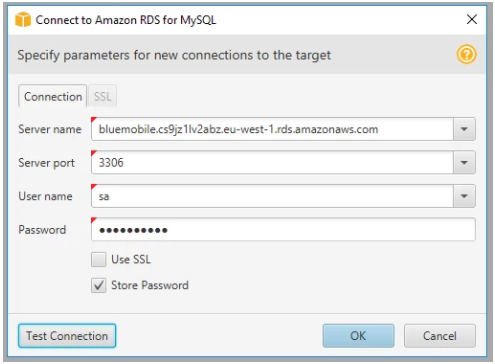 Connect to Amazon RDS for MySQL
Specify parameters for new connections to the target
Connection SSL
Server name bluemobile.cs9jz1lv2abz.eu-west-1.rds.amazonaws.com
Server port 3306
User name sa
Password ●●●●●●●●●●
Use SSL
Store Password
Test Connection OK Cancel